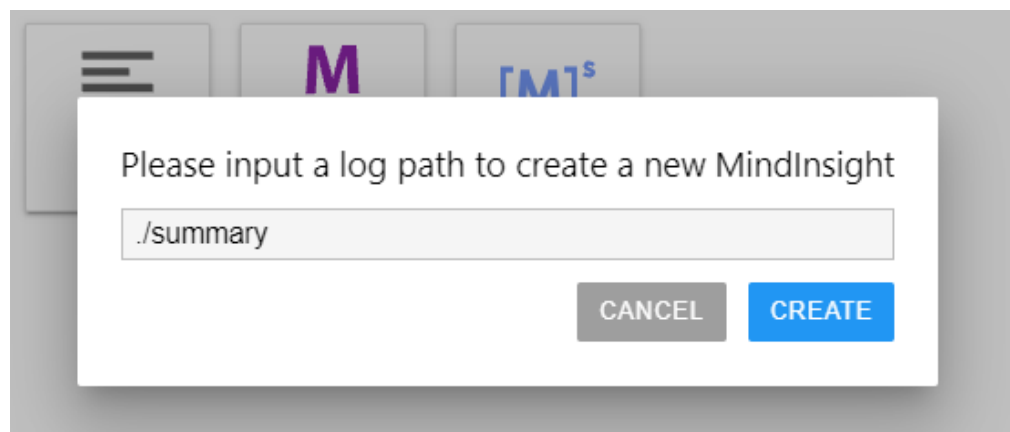 M
[M]s
Please input a log path to create a new MindInsight
./summary
CANCEL CREATE